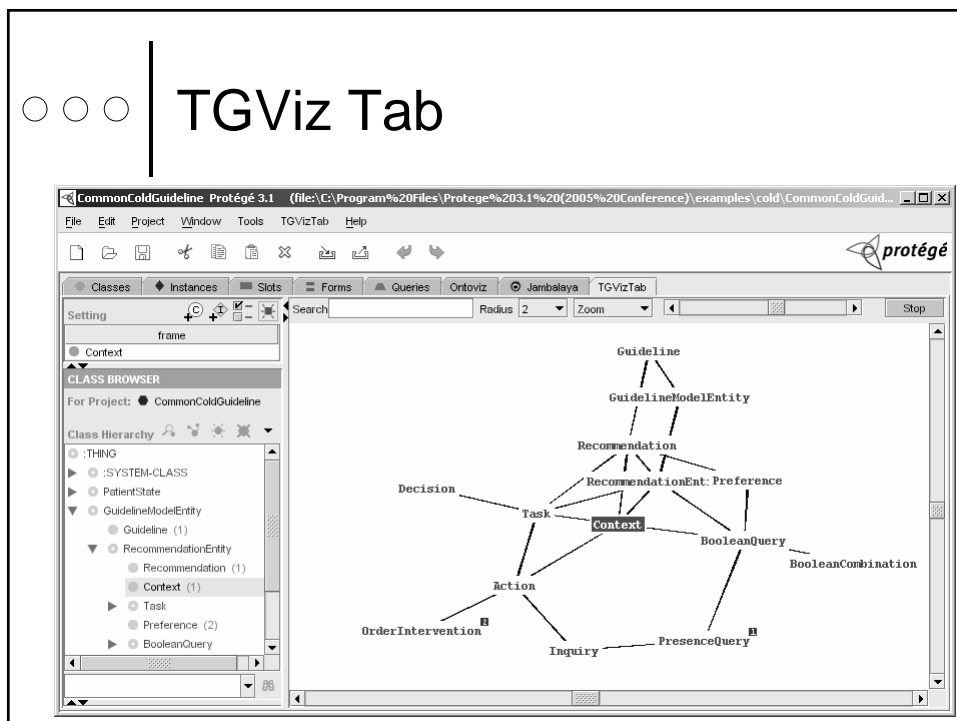 TGViz Tab
CommonColdGuideline Protégé 3.1 (file:\C:\Program%20Files\Protege%203.1%20(2005%20Conference)\examples\cold\CommonColdGuid...
File Edit Project Window Tools TGVizTab Help
protégé
Classes Instances Slots Forms Queries Ontoviz Jambalaya TGVizTab
Setting
Search Radius 2 Zoom Stop
frame
Context
CLASS BROWSER
For Project: CommonColdGuideline
Class Hierarchy
:THING
:SYSTEM-CLASS
PatientState
GuidelineModelEntity
Guideline (1)
RecommendationEntity
Recommendation (1)
Context (1)
Task
Preference (2)
BooleanQuery
Guideline
GuidelineModelEntity
Recommendation
RecommendationEnt: Preference
Decision
Task
Context
BooleanQuery
BooleanCombination
Action
OrderIntervention 2
PresenceQuery 1
Inquiry